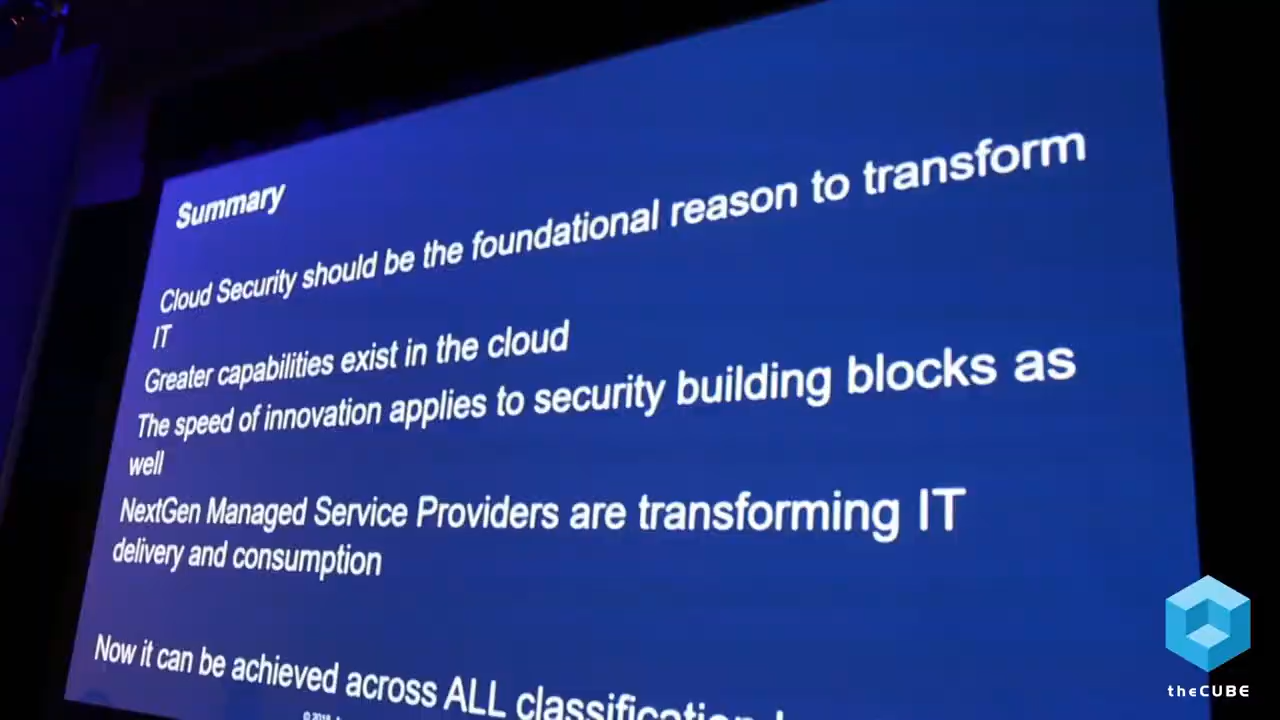 Summary
Cloud Security should be the foundational reason to transform
IT
Greater capabilities exist in the cloud
The speed of innovation applies to security building blocks as
well
NextGen Managed Service Providers are transforming IT
delivery and consumption
Now it can be achieved across ALL
theCUBE